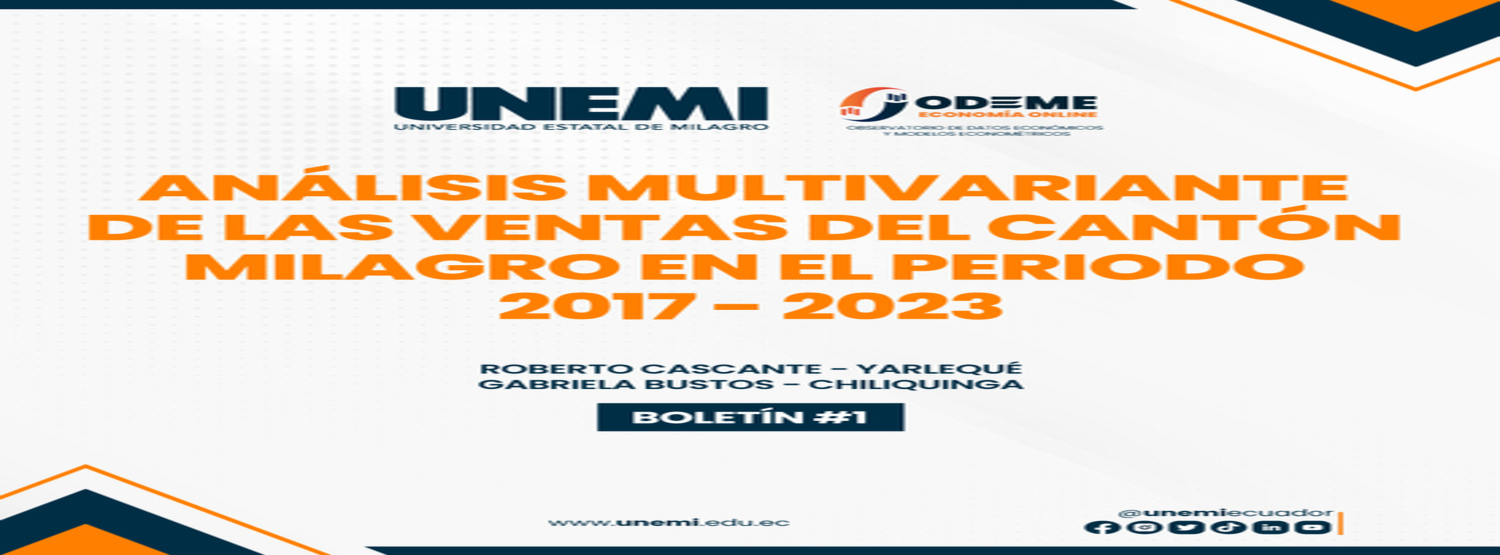 UNEMI
UNIVERSIDAD ESTATAL DE MILAGRO
ODEME
ECONOMÍA ONLINE
OBSERVATORIO DE DATOS ECONÓMICOS
Y MODELOS ECONOMÉTRICOS
ANÁLISIS MULTIVARIANTE
DE LAS VENTAS DEL CANTÓN
MILAGRO EN EL PERIODO
2017 – 2023
ROBERTO CASCANTE – YARLEQUÉ
GABRIELA BUSTOS – CHILIQUINGA
BOLETÍN #1
www.unemi.edu.ec
@unemiecuador